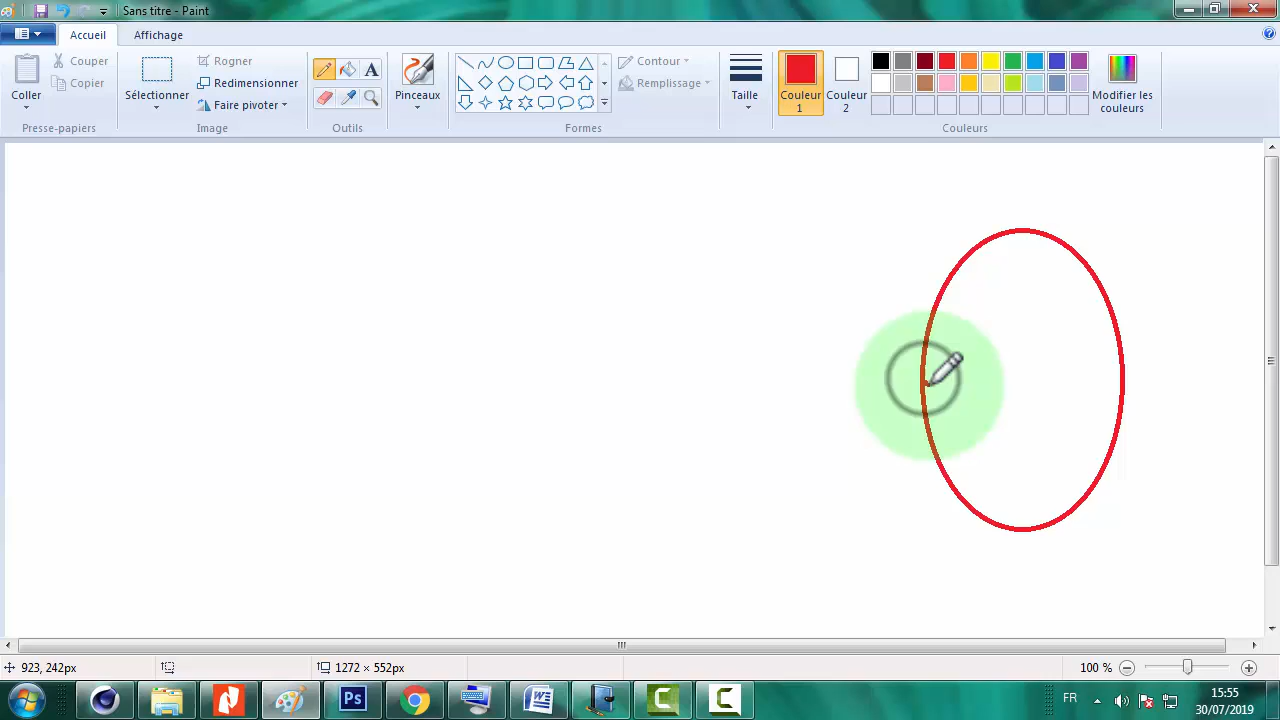 Sans titre - Paint
Accueil Affichage
Coller
Couper
Copier
Presse-papiers
Sélectionner
Redimensionner
Faire pivoter
Image
A
Outils
Pinceaux
Contour
Remplissage
Formes
Taille
Couleur
1
Couleur
2
Modifier les
couleurs
Couleurs
923, 242px
1272 × 552px
100 %
Ps
FR
15:55
30/07/2019